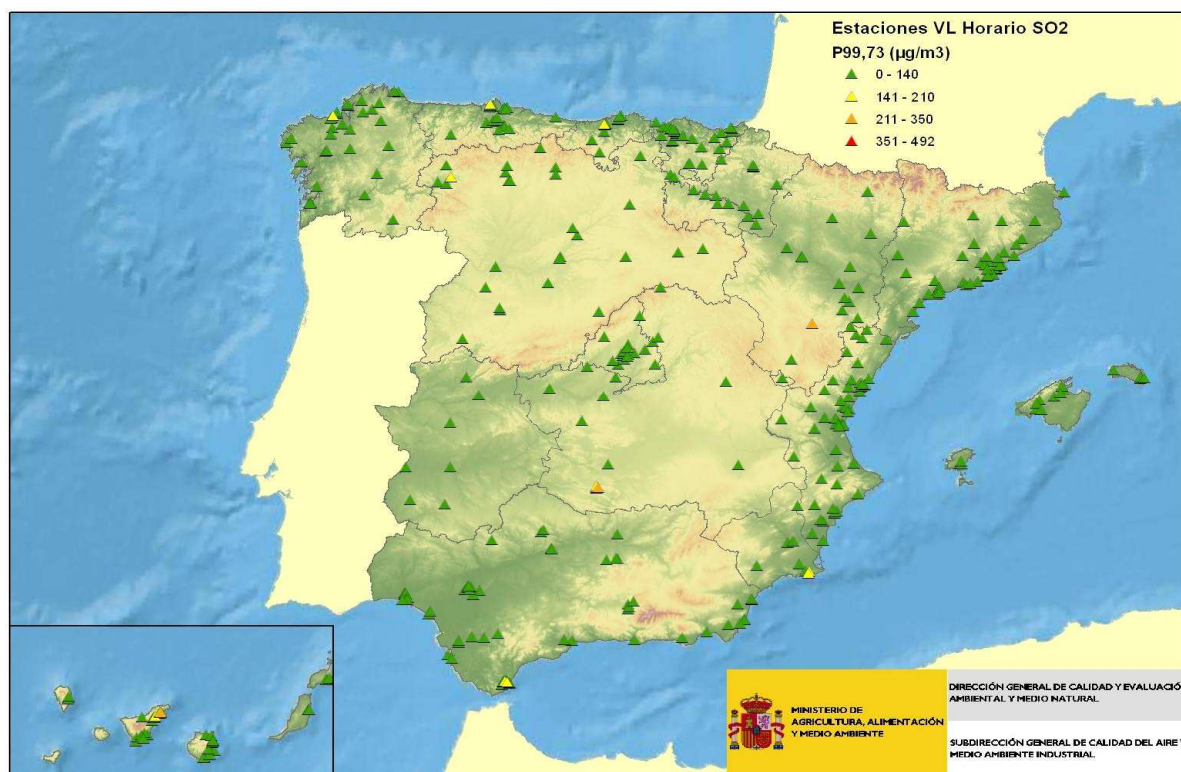 Estaciones VL Horario SO2
P99,73 (µg/m3)
0 - 140
141 - 210
211 - 350
351 - 492
MINISTERIO DE
AGRICULTURA, ALIMENTACIÓN
Y MEDIO AMBIENTE
DIRECCIÓN GENERAL DE CALIDAD Y EVALUACIÓ
AMBIENTAL Y MEDIO NATURAL
SUBDIRECCIÓN GENERAL DE CALIDAD DEL AIRE Y
MEDIO AMBIENTE INDUSTRIAL